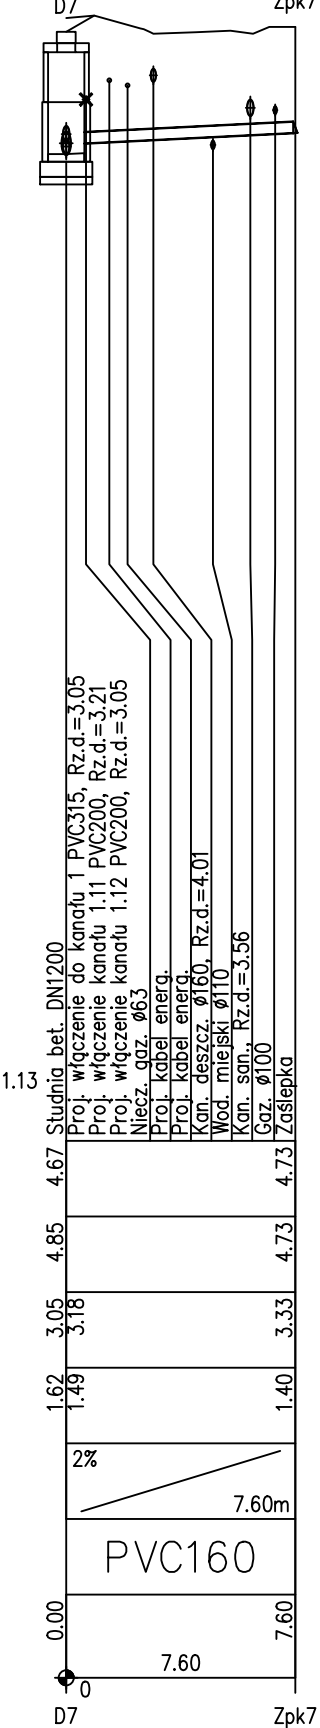 D7
Zpk7
1.13
Studnia bet. DN1200
Proj. włączenie do kanału 1 PVC315, Rz.d.=3.05
Proj. włączenie kanału 1.11 PVC200, Rz.d.=3.21
Proj. włączenie kanału 1.12 PVC200, Rz.d.=3.05
Niecz. gaz. ø63
Proj. kabel energ.
Proj. kabel energ.
Kan. deszcz. ø160, Rz.d.=4.01
Wod. miejski ø110
Kan. san., Rz.d.=3.56
Gaz. ø100
Zaślepka
4.67
4.73
4.85
4.73
3.05
3.18
3.33
1.62
1.49
1.40
2%
7.60m
PVC160
0.00
7.60
7.60
0
D7
Zpk7